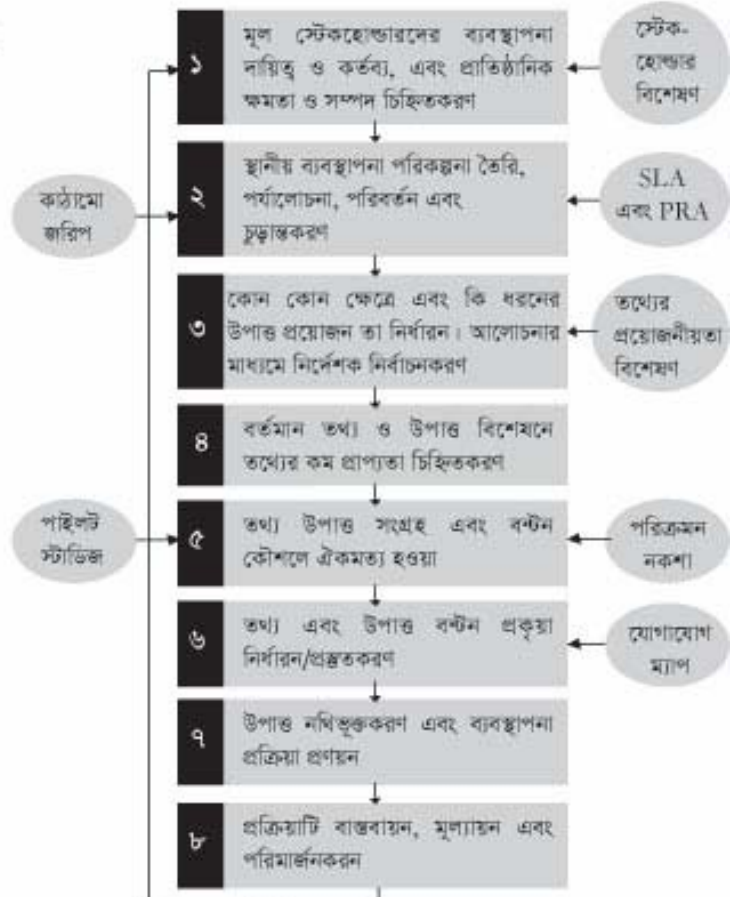 ১
মূল স্টেকহোল্ডারদের ব্যবস্থাপনা
দায়িত্ব ও কর্তব্য, এবং প্রাতিষ্ঠানিক
ক্ষমতা ও সম্পদ চিহ্নিতকরণ
স্টেক-
হোল্ডার
বিশেষণ
২
স্থানীয় ব্যবস্থাপনা পরিকল্পনা তৈরি,
পর্যালোচনা, পরিবর্তন এবং
চুড়ান্তকরণ
কাঠামো
জরিপ
SLA
এবং PRA
৩
কোন কোন ক্ষেত্রে এবং কি ধরনের
উপাত্ত প্রয়োজন তা নির্ধারন। আলোচনার
মাধ্যমে নির্দেশক নির্বাচনকরণ
তথ্যের
প্রয়োজনীয়তা
বিশেষণ
৪
বর্তমান তথ্য ও উপাত্ত বিশেষনে
তথ্যের কম প্রাপ্যতা চিহ্নিতকরণ
পাইলট
স্টাডিজ
৫
তথ্য উপাত্ত সংগ্রহ এবং বন্টন
কৌশলে ঐকমত্য হওয়া
পরিক্রমন
নকশা
৬
তথ্য এবং উপাত্ত বন্টন প্রকৃয়া
নির্ধারন/প্রস্তুতকরণ
যোগাযোগ
ম্যাপ
৭
উপাত্ত নথিভূক্তকরণ এবং ব্যবস্থাপনা
প্রক্রিয়া প্রণয়ন
৮
প্রক্রিয়াটি বাস্তবায়ন, মূল্যায়ন এবং
পরিমার্জনকরন